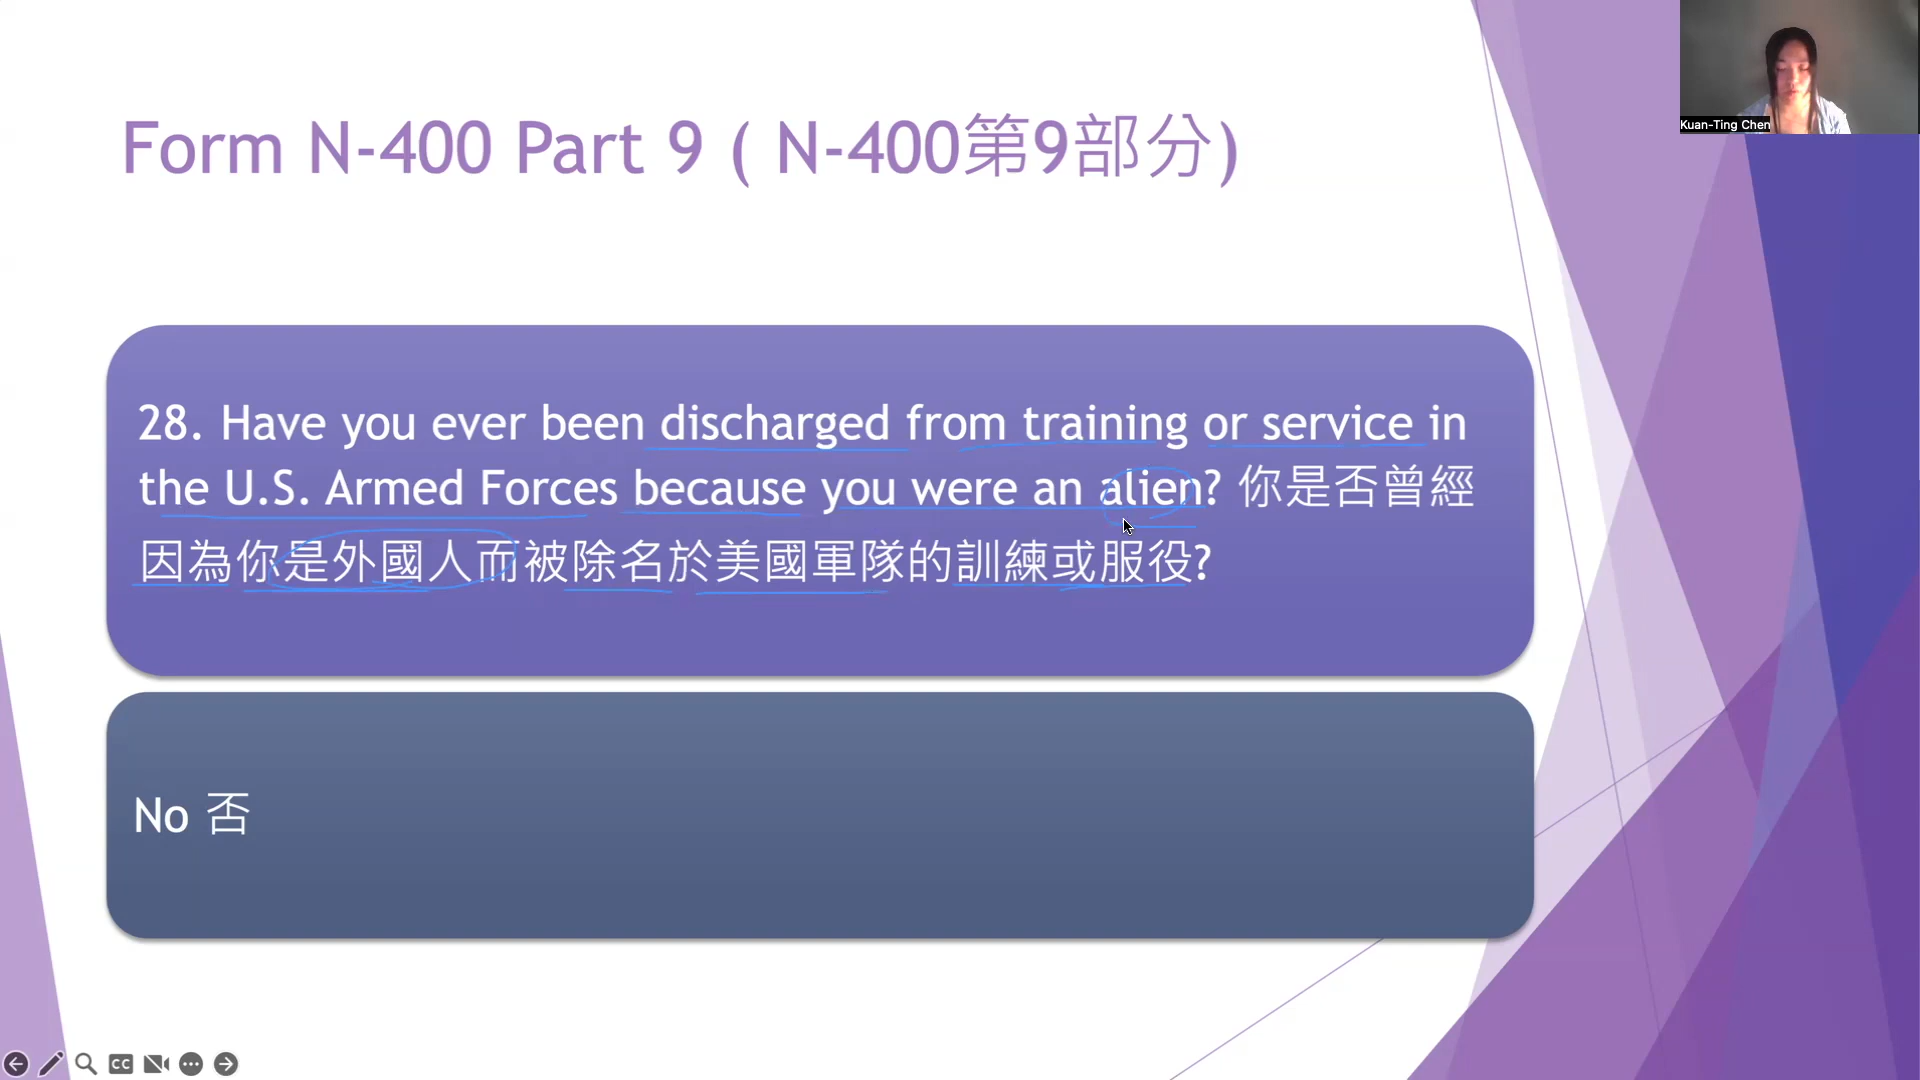 Form N-400 Part 9 ( N-400第9部分)
Kuan-Ting Chen
28. Have you ever been discharged from training or service in
the U.S. Armed Forces because you were an alien? 你是否曾經
因為你是外國人而被除名於美國軍隊的訓練或服役?
No 否
CC